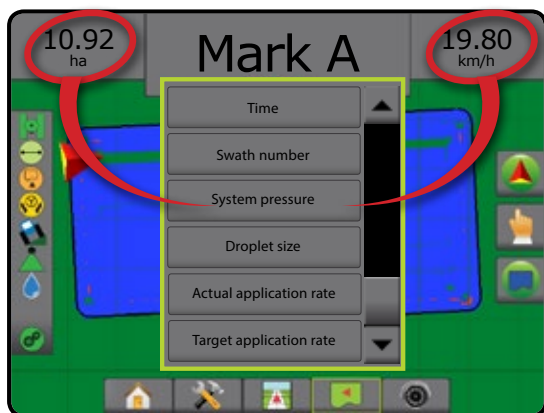 10.92
ha
Mark A
19.80
km/h
Time
Swath number
System pressure
Droplet size
Actual application rate
Target application rate